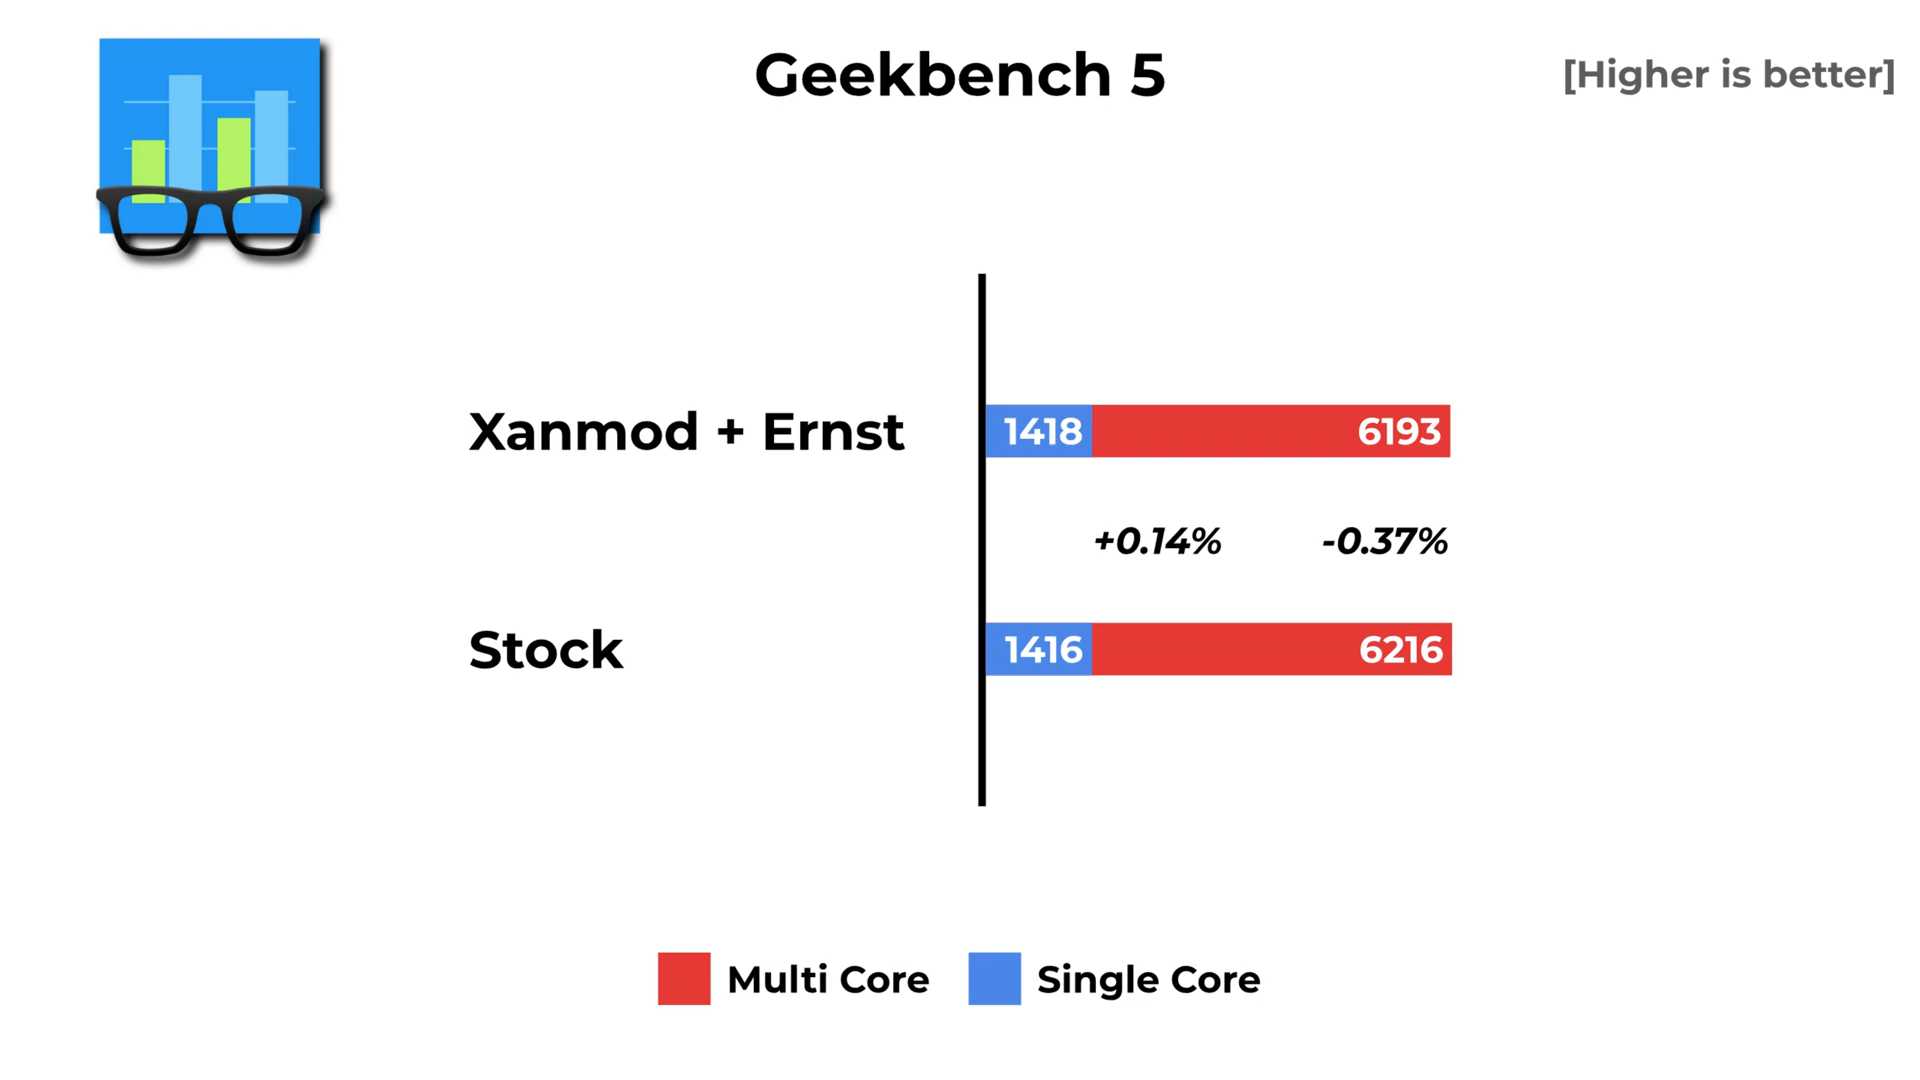 Geekbench 5
[Higher is better]
Xanmod + Ernst
1418
6193
+0.14%
-0.37%
Stock
1416
6216
Multi Core
Single Core